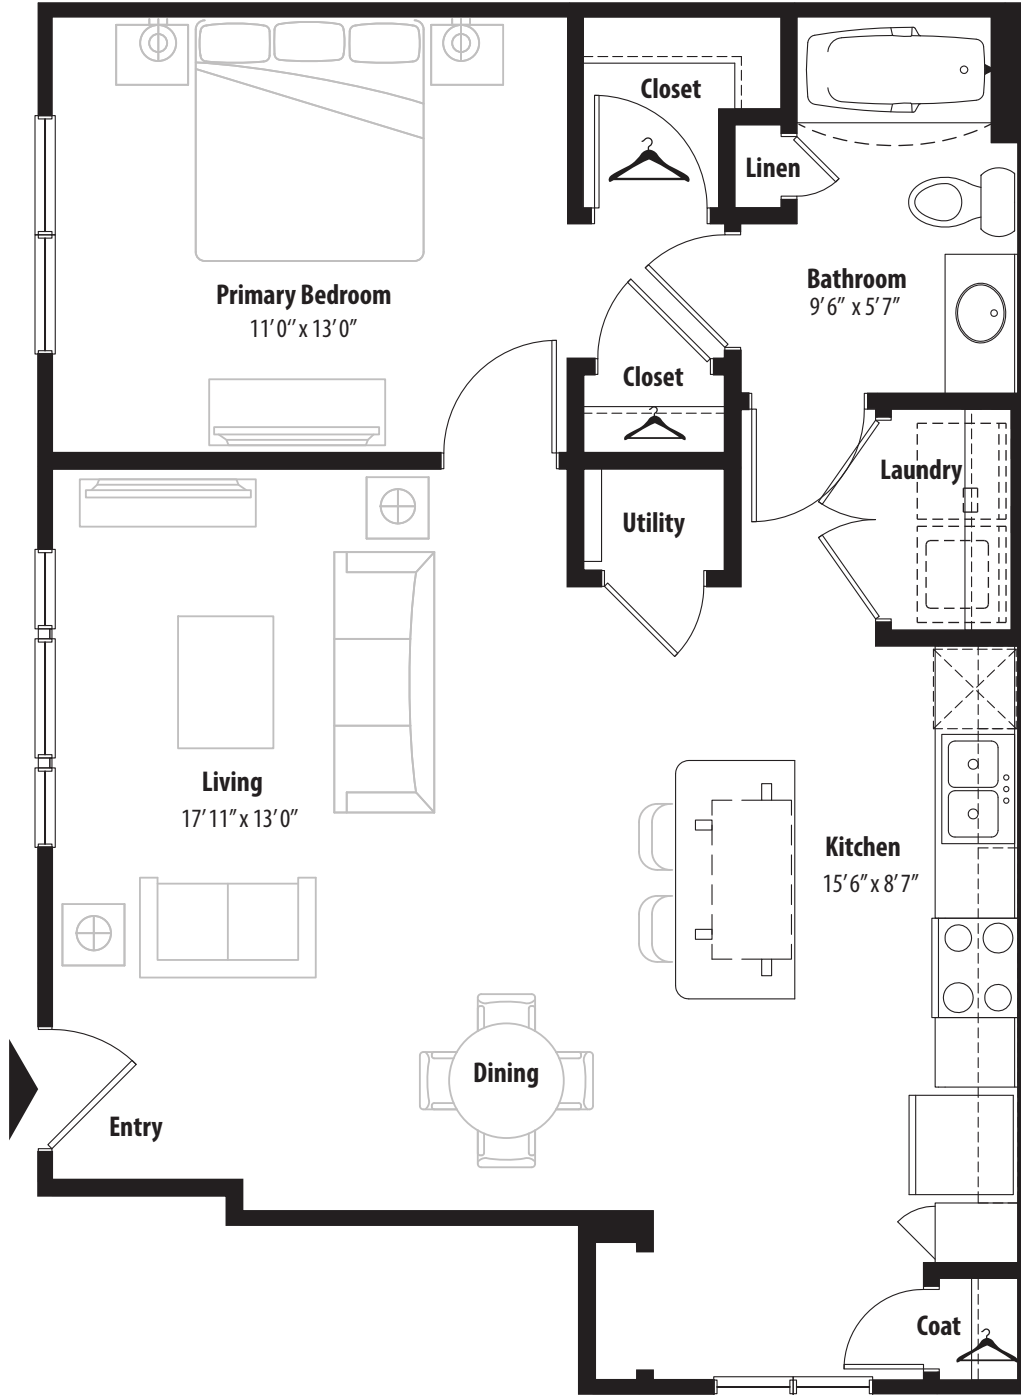 Closet
Linen
Primary Bedroom
11'0" x 13'0"
Bathroom
9'6" x 5'7"
Closet
Laundry
Utility
Living
17'11" x 13'0"
Kitchen
15'6" x 8'7"
Dining
Entry
Coat